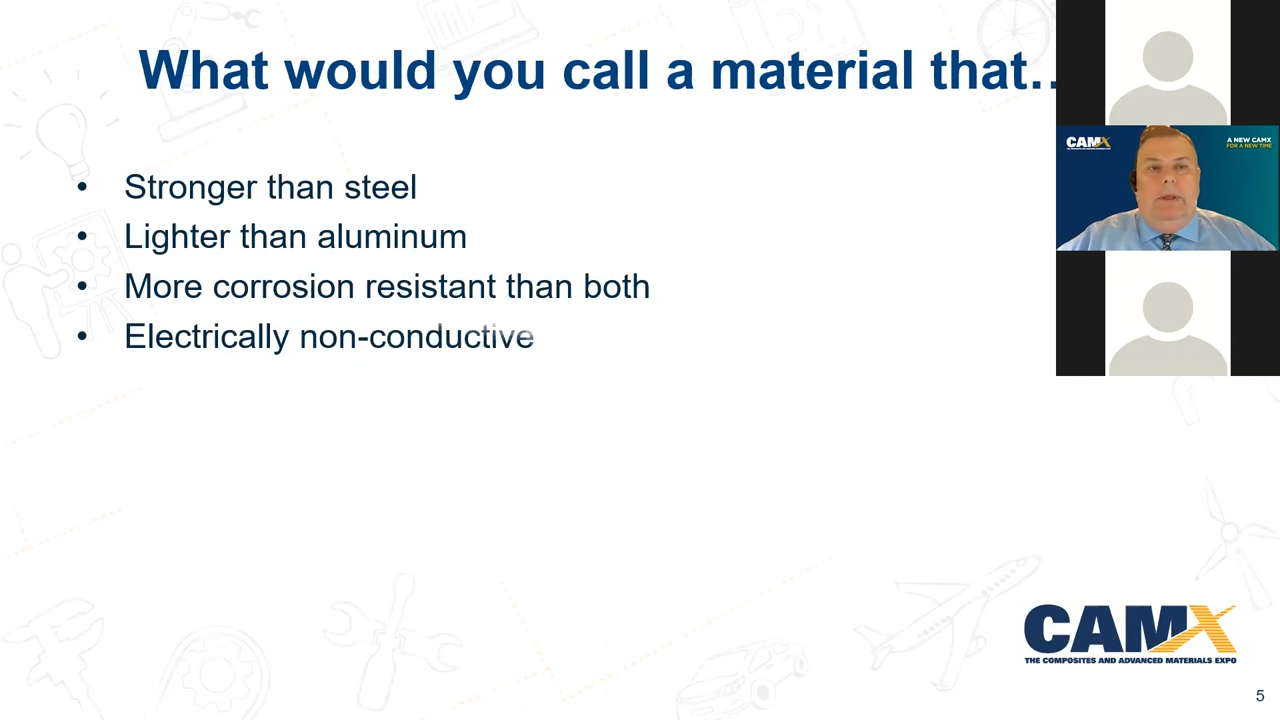 What would you call a material that…
• Stronger than steel
• Lighter than aluminum
• More corrosion resistant than both
• Electrically non-conductive
CAMX
A NEW CAMX
FOR A NEW TIME
CAMX
THE COMPOSITES AND ADVANCED MATERIALS EXPO
5